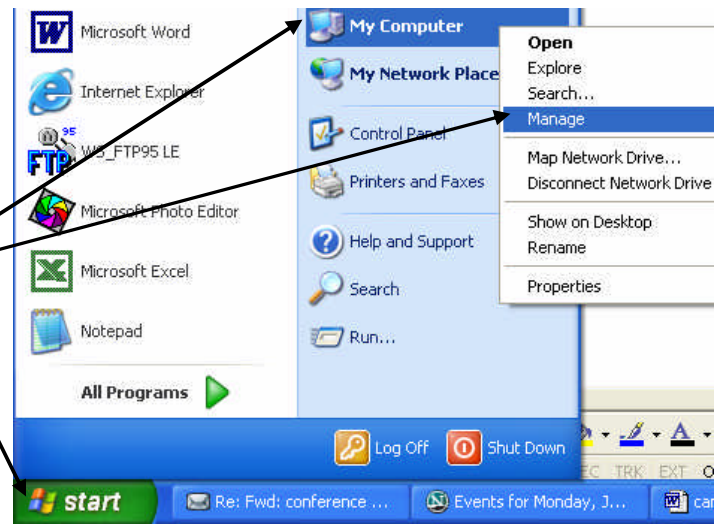 Microsoft Word
Internet Explorer
95
FTP
WS_FTP95 LE
Microsoft Photo Editor
Microsoft Excel
Notepad
All Programs
My Computer
My Network Place
Control Panel
Printers and Faxes
Help and Support
Search
Run...
Open
Explore
Search...
Manage
Map Network Drive...
Disconnect Network Drive
Show on Desktop
Rename
Properties
Log Off
Shut Down
TRK EXT
start
Re: Fwd: conference ...
Events for Monday, J...